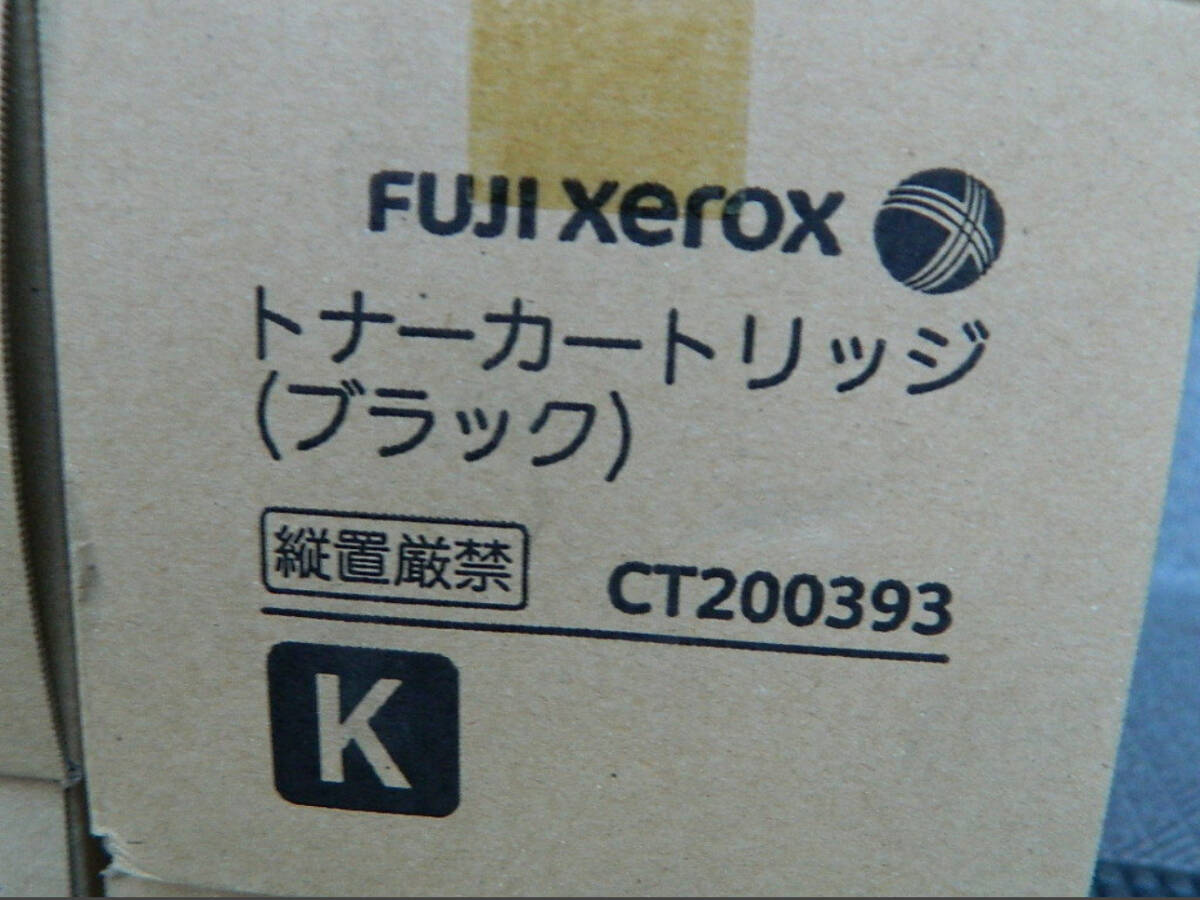 FUJI xerox
トナーカートリッジ
(ブラック)
縦置厳禁 CT200393
K